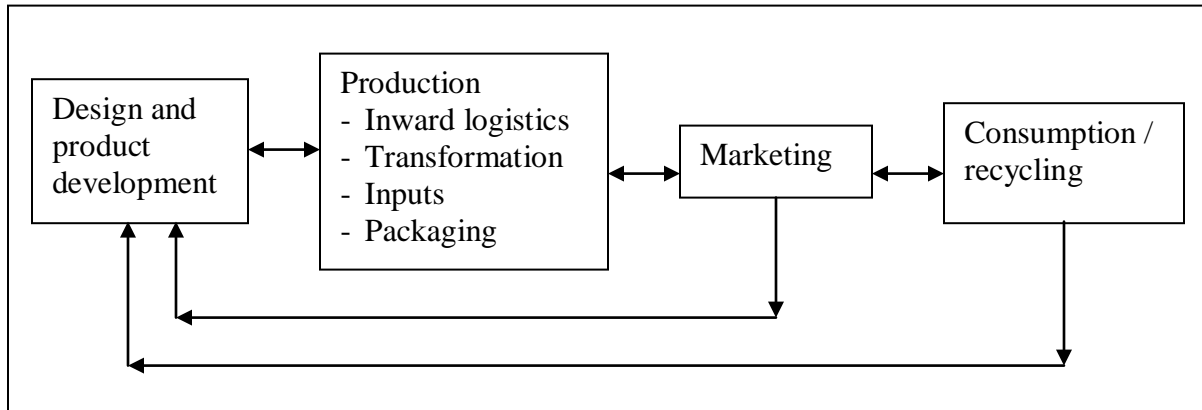 Design and
product
development
Production
- Inward logistics
- Transformation
- Inputs
- Packaging
Marketing
Consumption /
recycling